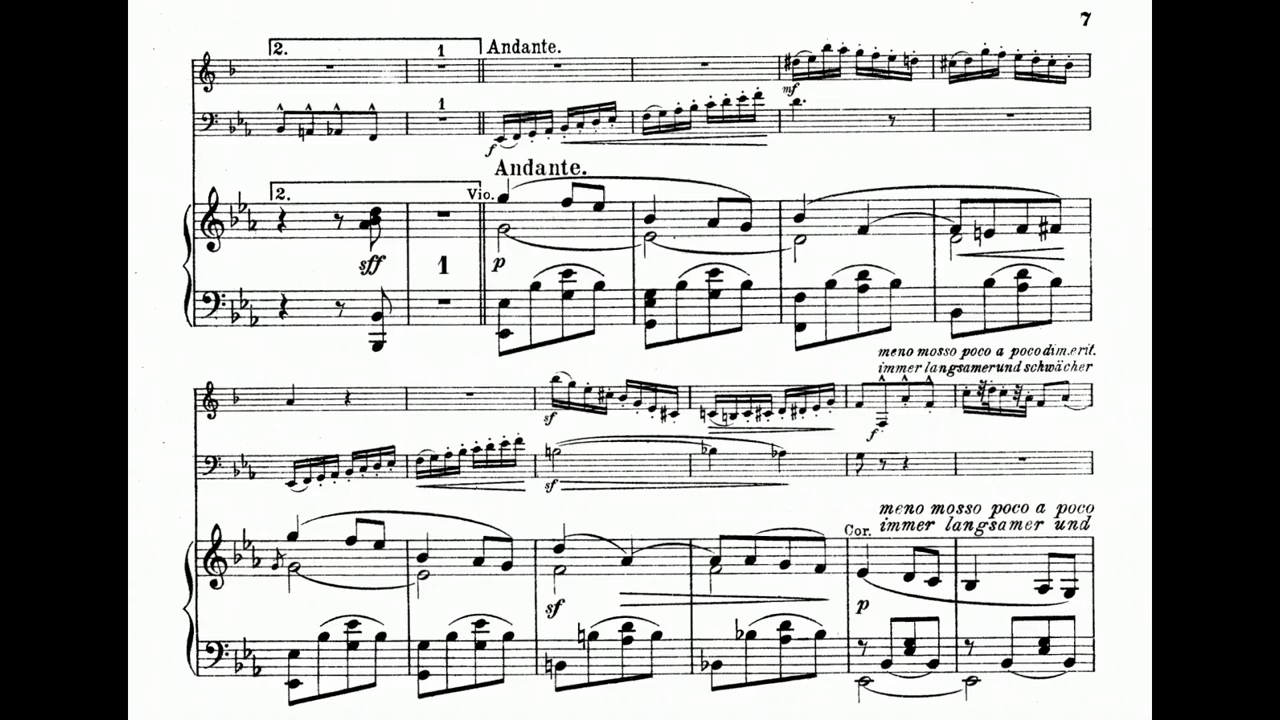 7
2. 1 Andante.
mf
1
f
Andante.
2. Vio.
sff 1 p
meno mosso poco a poco dim. e rit.
immer langsamer und schwächer
sf
f
sf
meno mosso poco a poco
Cor. immer langsamer und
sf p